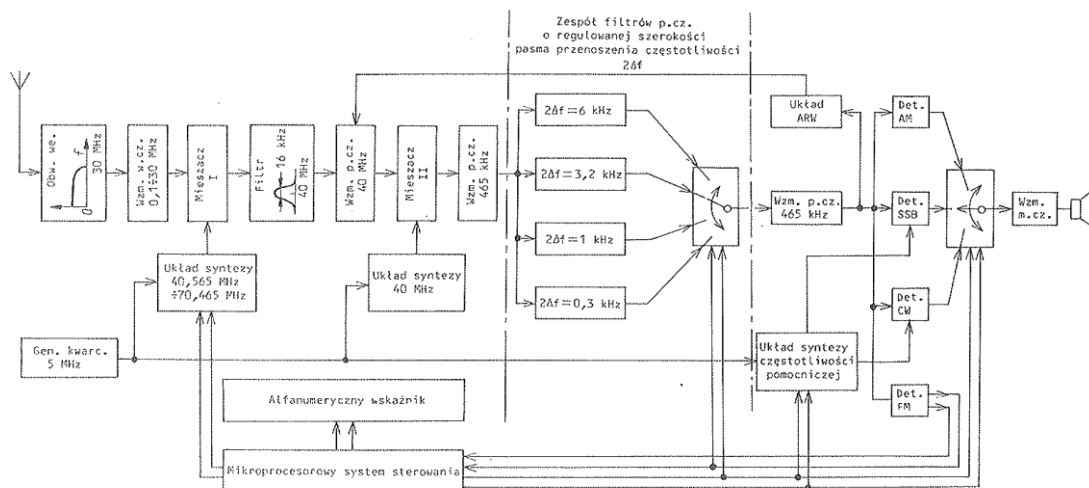 Zespół filtrów p.cz.
o regulowanej szerokości
pasma przenoszenia częstotliwości
2Δf
Obw. we.
0
f
30 MHz
Wzm. w.cz.
0,1÷30 MHz
Mieszacz
I
Filtr
16 kHz
40 MHz
Wzm. p.cz.
40 MHz
Mieszacz
II
Wzm. p.cz.
465 kHz
2Δf=6 kHz
2Δf=3,2 kHz
2Δf=1 kHz
2Δf=0,3 kHz
Układ
ARW
Wzm. p.cz.
465 kHz
Det.
AM
Det.
SSB
Det.
CW
Det.
FM
Wzm.
m.cz.
Układ syntezy
40,565 MHz
÷70,465 MHz
Układ syntezy
40 MHz
Gen. kwarc.
5 MHz
Układ syntezy
częstotliwości
pomocniczej
Alfanumeryczny wskaźnik
Mikroprocesorowy system sterowania